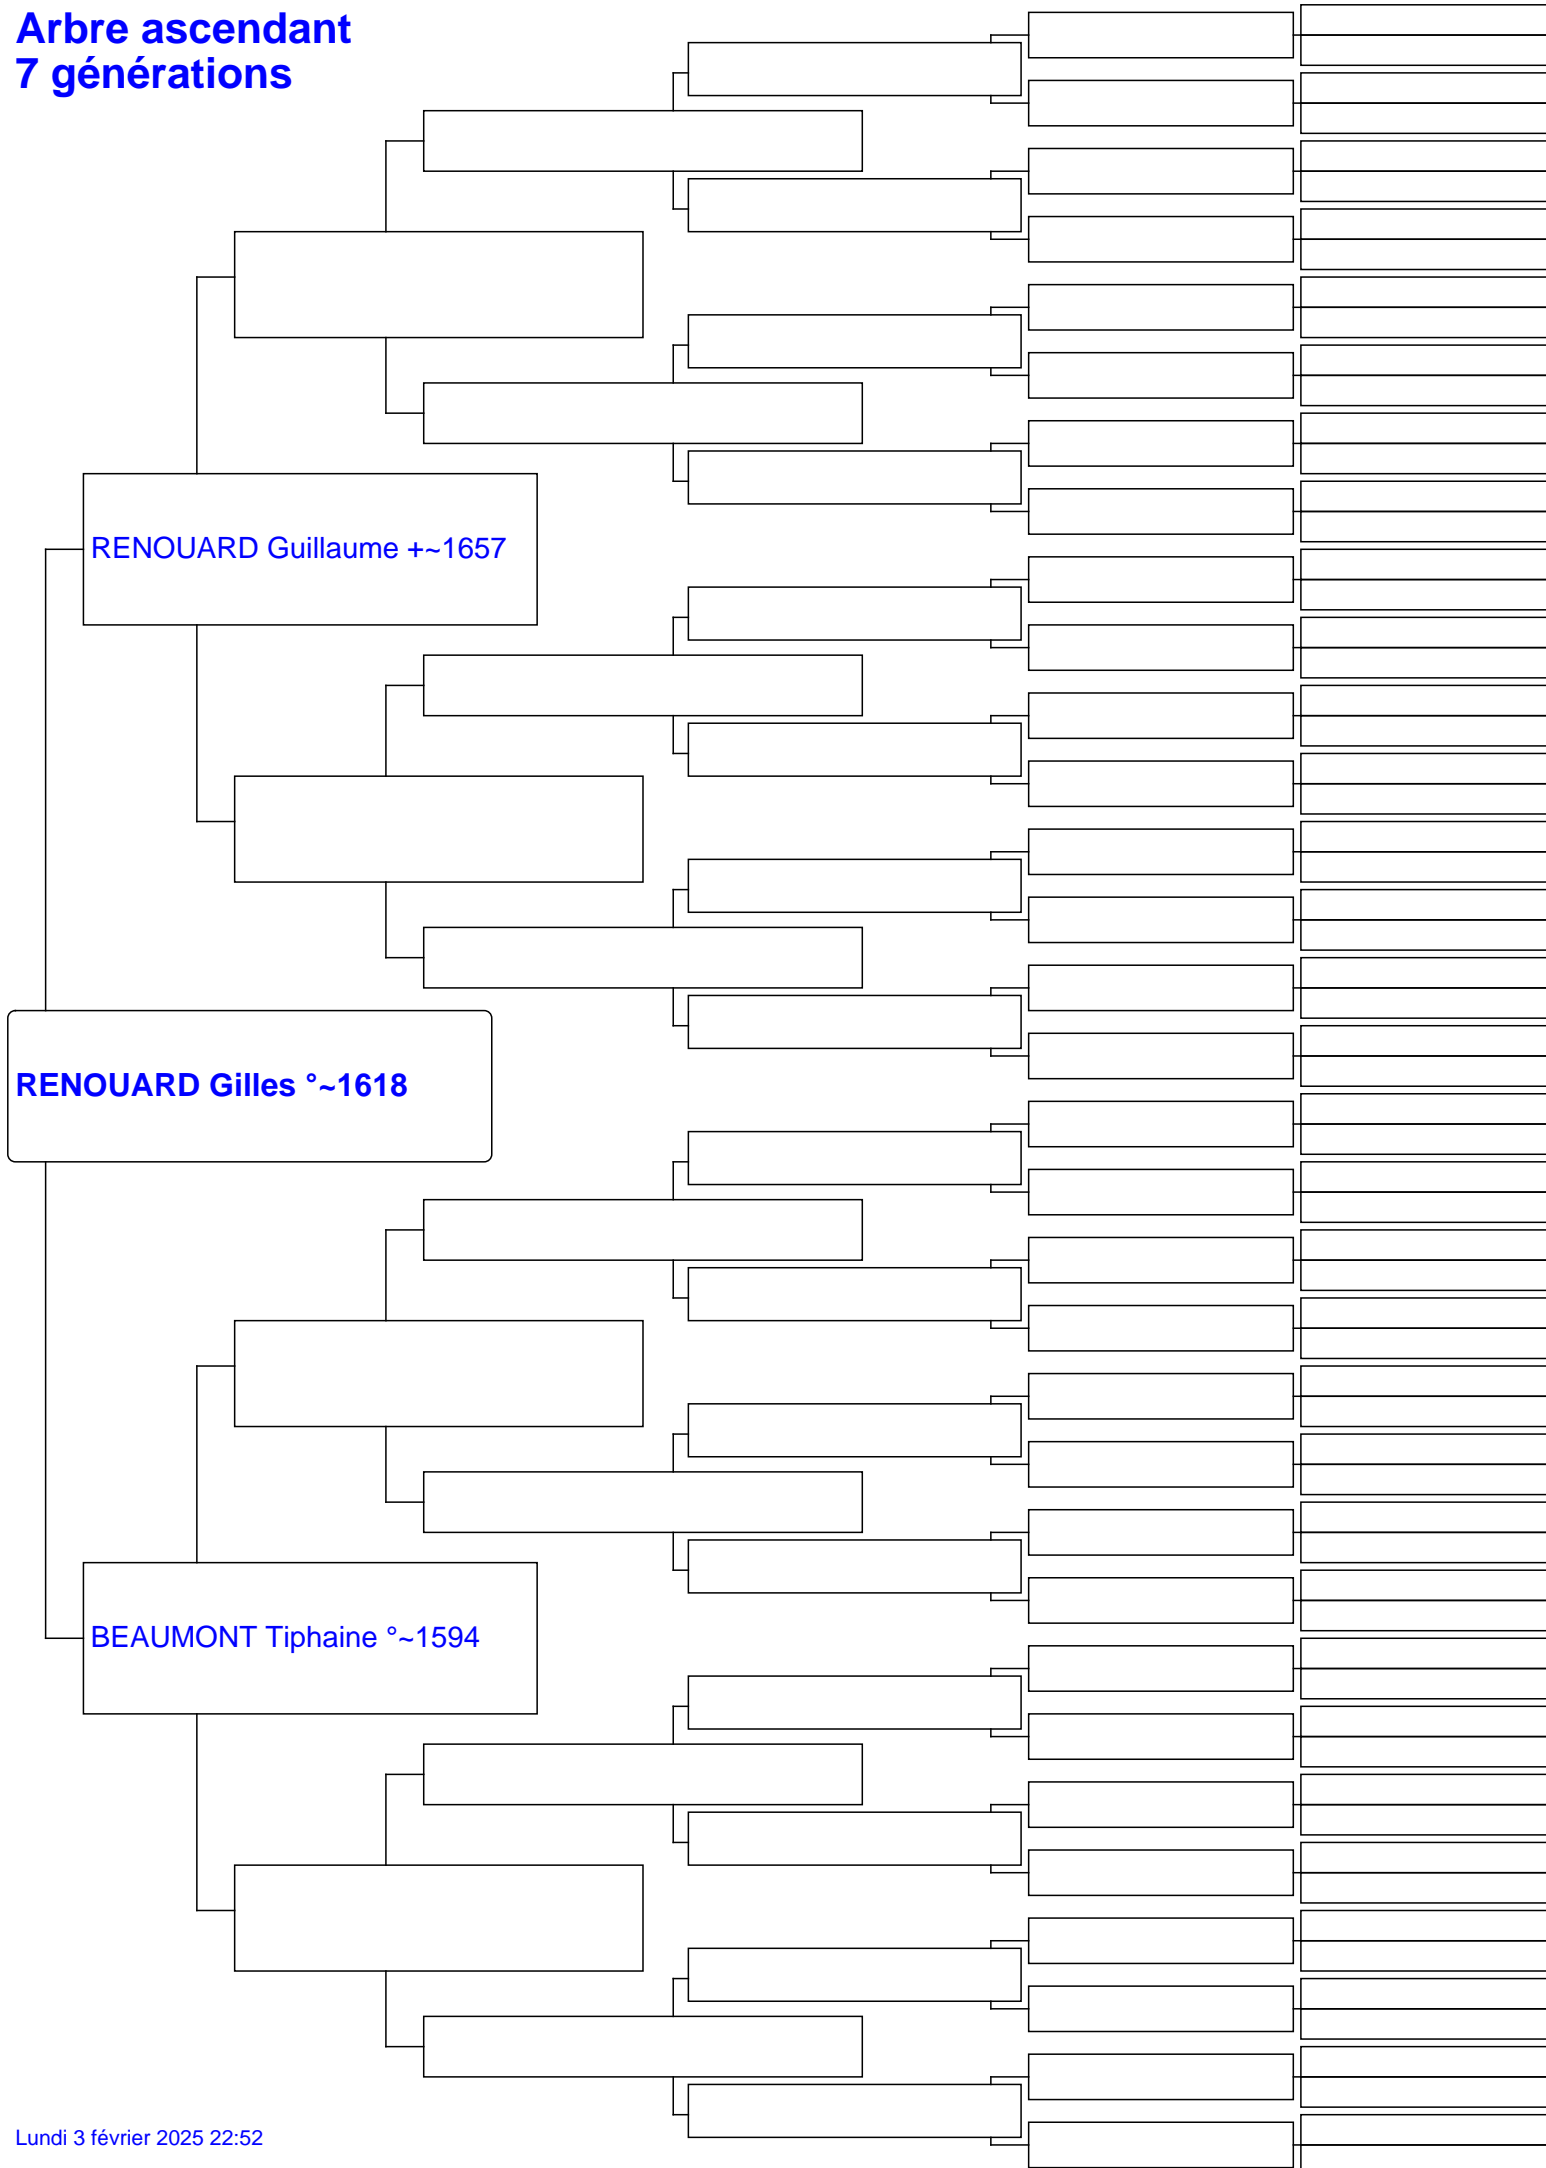 Arbre ascendant
7 générations
RENOUARD Guillaume +~1657
RENOUARD Gilles °~1618
BEAUMONT Tiphaine °~1594
Lundi 3 février 2025 22:52